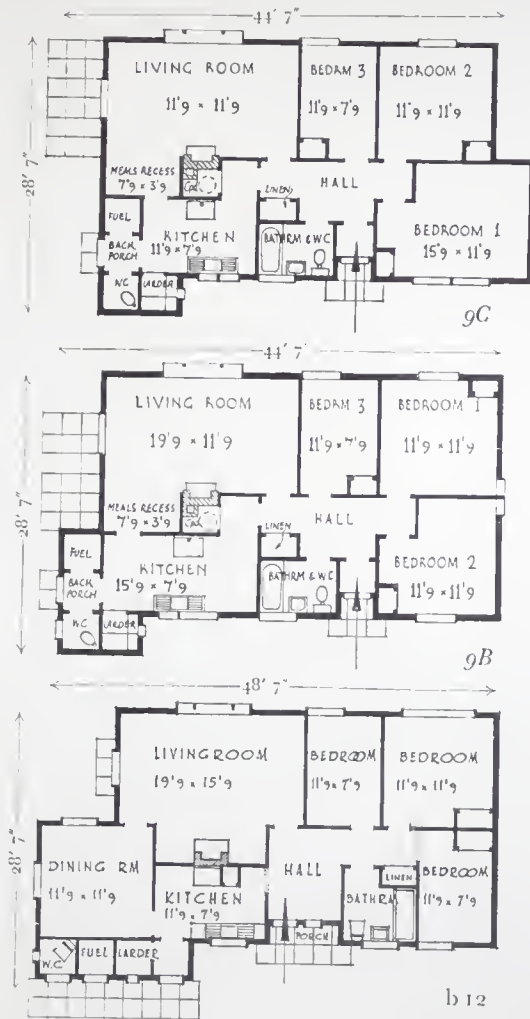 44' 7"
28' 7"
LIVING ROOM
11'9 × 11'9
BEDRM 3
11'9 × 7'9
BEDROOM 2
11'9 × 11'9
MEALS RECESS
7'9 × 3'9
CPD
LINEN
HALL
FUEL
KITCHEN
11'9 × 7'9
BACK PORCH
BATHRM & WC
BEDROOM 1
15'9 × 11'9
WC
LARDER
9C
44' 7"
28' 7"
LIVING ROOM
19'9 × 11'9
BEDRM 3
11'9 × 7'9
BEDROOM 1
11'9 × 11'9
MEALS RECESS
7'9 × 3'9
CPD
LINEN
HALL
FUEL
KITCHEN
15'9 × 7'9
BACK PORCH
BATHRM & WC
BEDROOM 2
11'9 × 11'9
W.C
LARDER
9B
48' 7"
28' 7"
LIVING ROOM
19'9 × 15'9
BEDROOM
11'9 × 7'9
BEDROOM
11'9 × 11'9
DINING RM
11'9 × 11'9
KITCHEN
11'9 × 7'9
HALL
LINEN
BATHRM
BEDROOM
11'9 × 7'9
W.C
FUEL
LARDER
PORCH
b 12